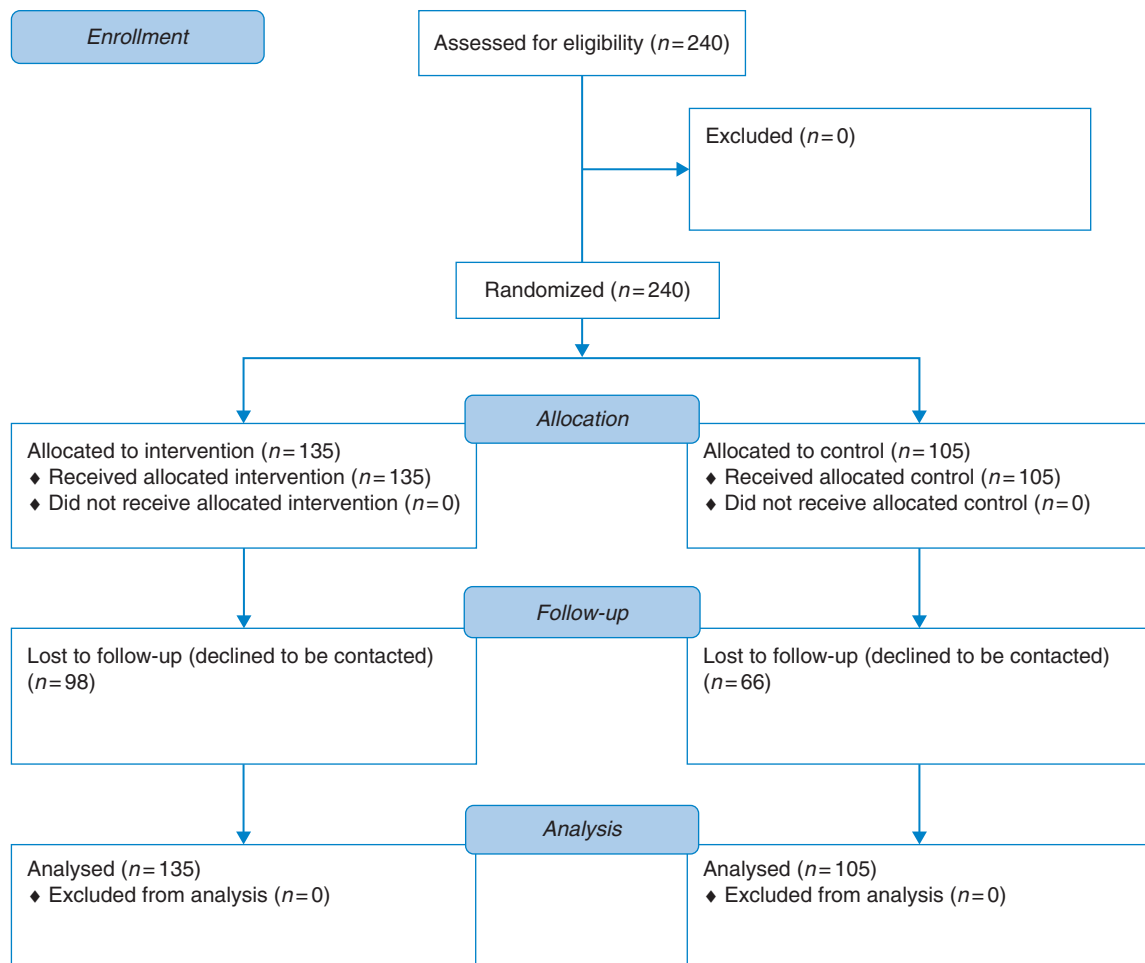 Enrollment
Assessed for eligibility (n=240)
Excluded (n=0)
Randomized (n=240)
Allocation
Allocated to intervention (n=135)
♦ Received allocated intervention (n=135)
♦ Did not receive allocated intervention (n=0)
Allocated to control (n=105)
♦ Received allocated control (n=105)
♦ Did not receive allocated control (n=0)
Follow-up
Lost to follow-up (declined to be contacted)
(n=98)
Lost to follow-up (declined to be contacted)
(n=66)
Analysis
Analysed (n=135)
♦ Excluded from analysis (n=0)
Analysed (n=105)
♦ Excluded from analysis (n=0)